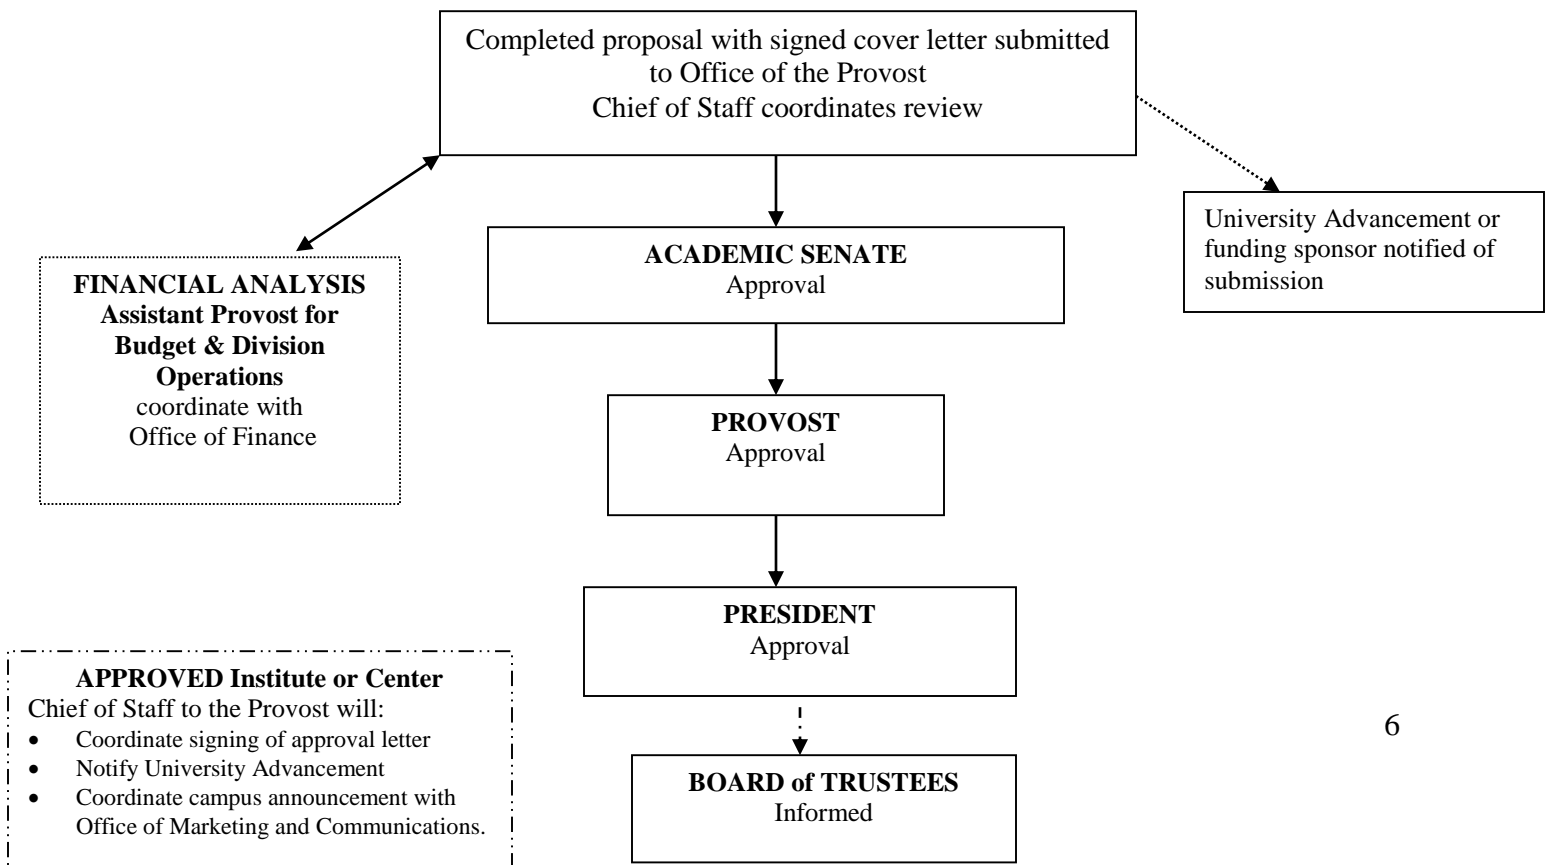 Completed proposal with signed cover letter submitted
to Office of the Provost
Chief of Staff coordinates review
University Advancement or
funding sponsor notified of
submission
ACADEMIC SENATE
Approval
FINANCIAL ANALYSIS
Assistant Provost for
Budget & Division
Operations
coordinate with
Office of Finance
PROVOST
Approval
PRESIDENT
Approval
APPROVED Institute or Center
Chief of Staff to the Provost will:
• Coordinate signing of approval letter
• Notify University Advancement
• Coordinate campus announcement with
Office of Marketing and Communications.
BOARD of TRUSTEES
Informed
6